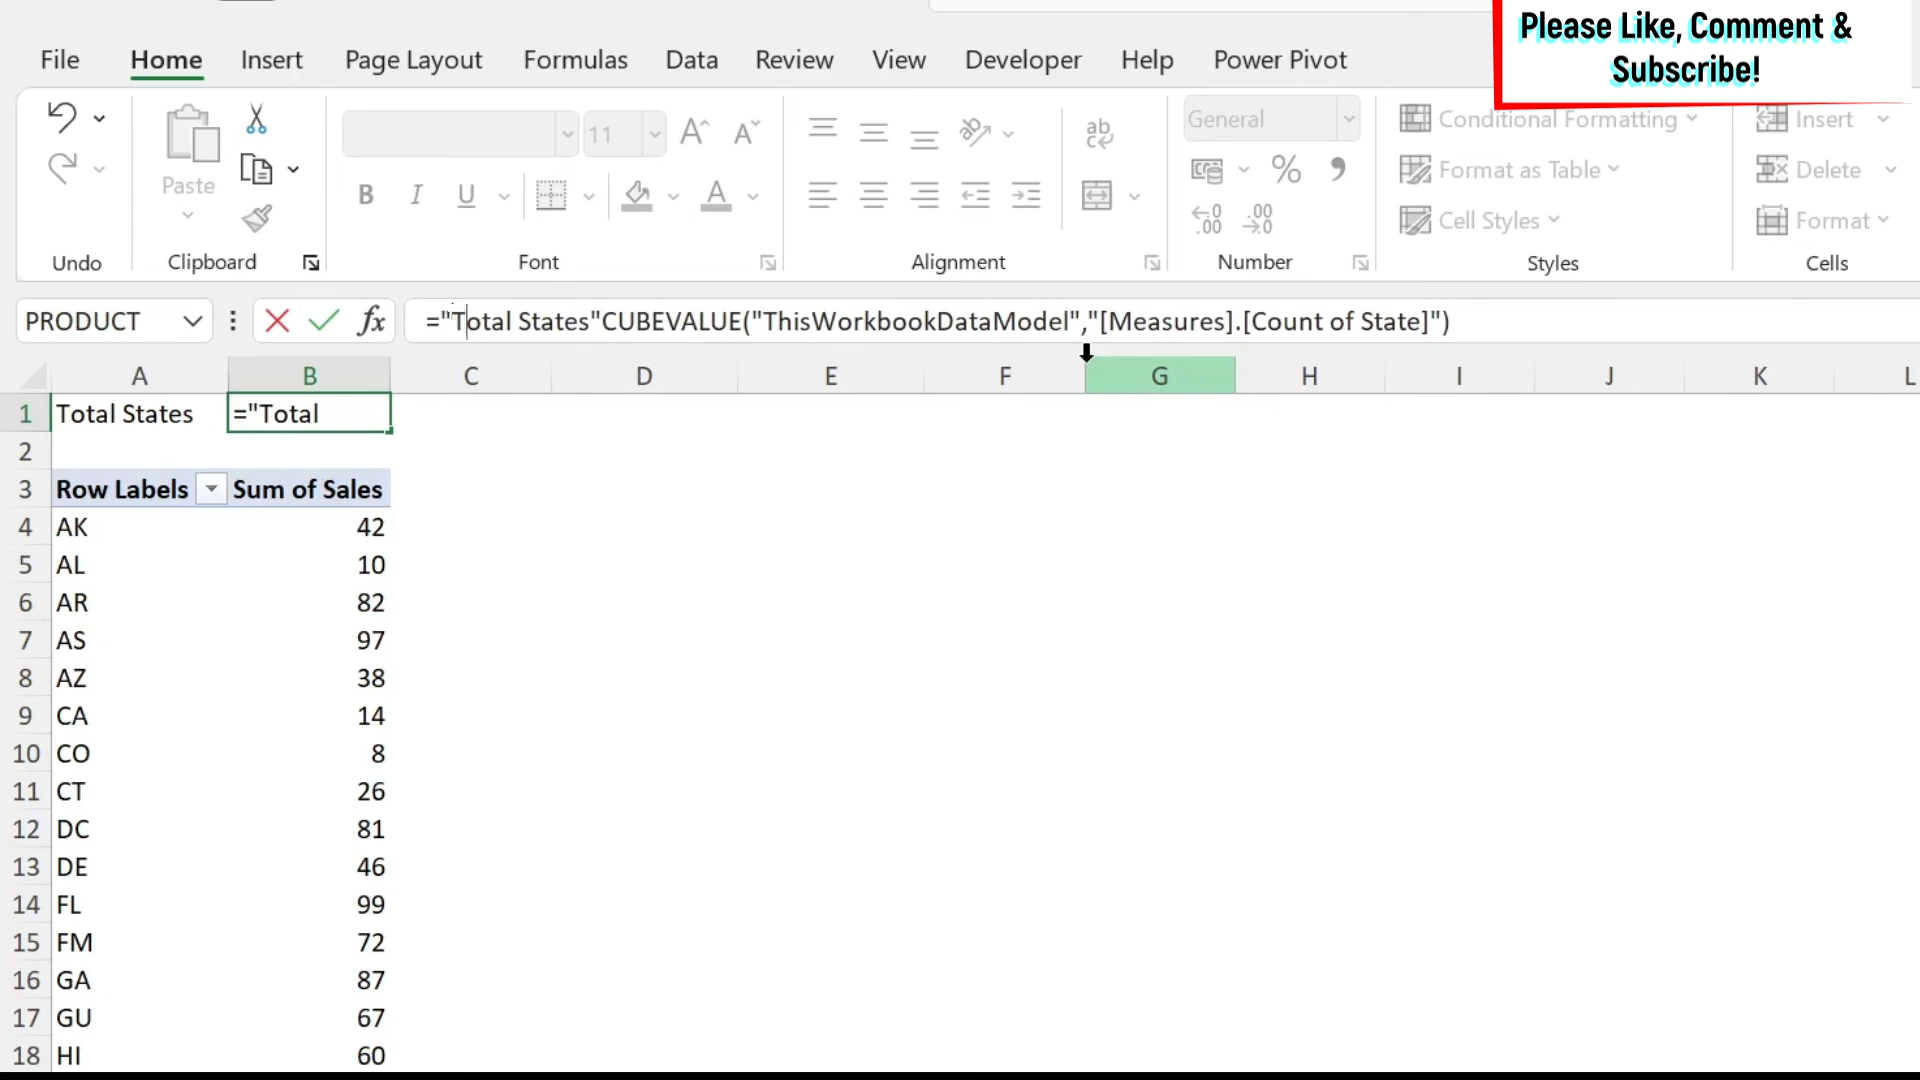 Please Like, Comment &
Subscribe!
File Home Insert Page Layout Formulas Data Review View Developer Help Power Pivot
11 General Conditional Formatting Insert
Paste Format as Table Delete
B I U A Cell Styles Format
Undo Clipboard Font Alignment Number Styles Cells
PRODUCT fx ="Total States"CUBEVALUE("ThisWorkbookDataModel","[Measures].[Count of State]")
A B C D E F G H I J K L
1 Total States ="Total
2
3 Row Labels Sum of Sales
4 AK 42
5 AL 10
6 AR 82
7 AS 97
8 AZ 38
9 CA 14
10 CO 8
11 CT 26
12 DC 81
13 DE 46
14 FL 99
15 FM 72
16 GA 87
17 GU 67
18 HI 60